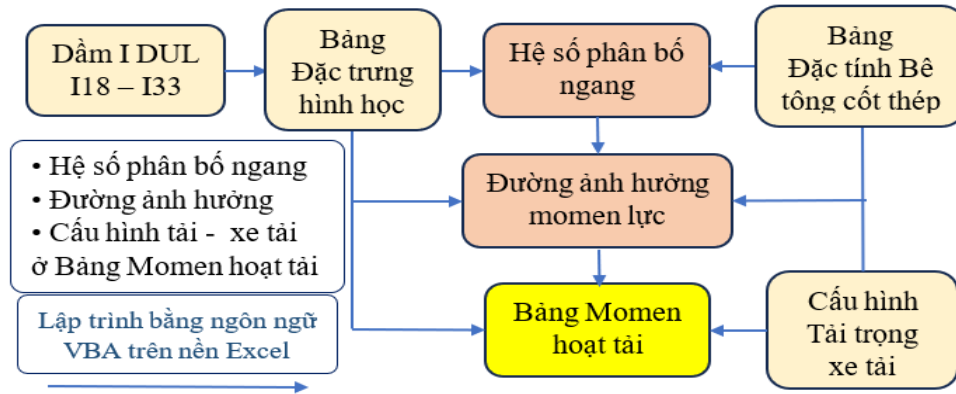 Dầm I DUL
I18 – I33
Bảng
Đặc trưng
hình học
Hệ số phân bố
ngang
Bảng
Đặc tính Bê
tông cốt thép
• Hệ số phân bố ngang
• Đường ảnh hưởng
• Cấu hình tải - xe tải
ở Bảng Momen hoạt tải
Đường ảnh hưởng
momen lực
Lập trình bằng ngôn ngữ
VBA trên nền Excel
Bảng Momen
hoạt tải
Cấu hình
Tải trọng
xe tải